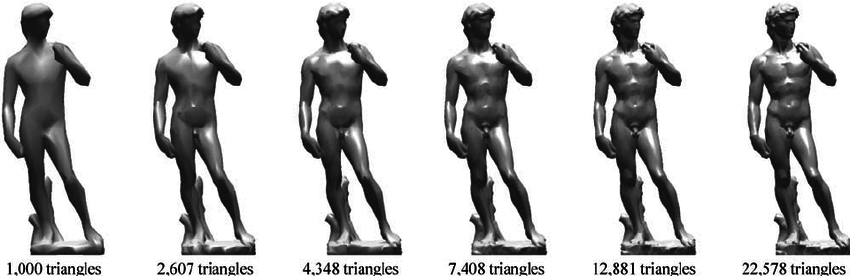 1,000 triangles
2,607 triangles
4,348 triangles
7,408 triangles
12,881 triangles
22,578 triangles